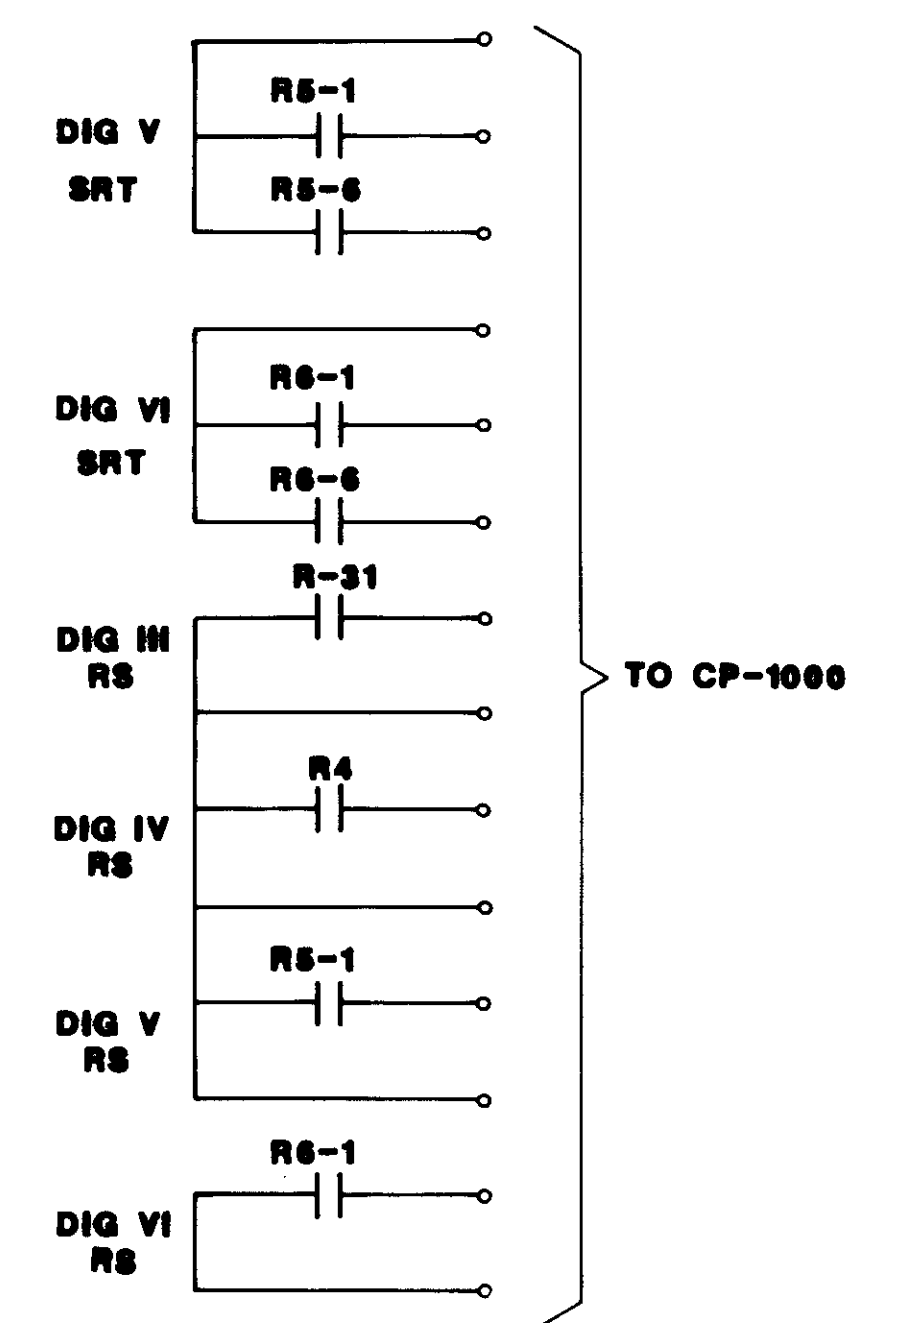 R5-1
DIG V
SRT
R5-6
R6-1
DIG VI
SRT
R6-6
R-31
DIG III
RS
TO CP-1000
R4
DIG IV
RS
R5-1
DIG V
RS
R6-1
DIG VI
RS